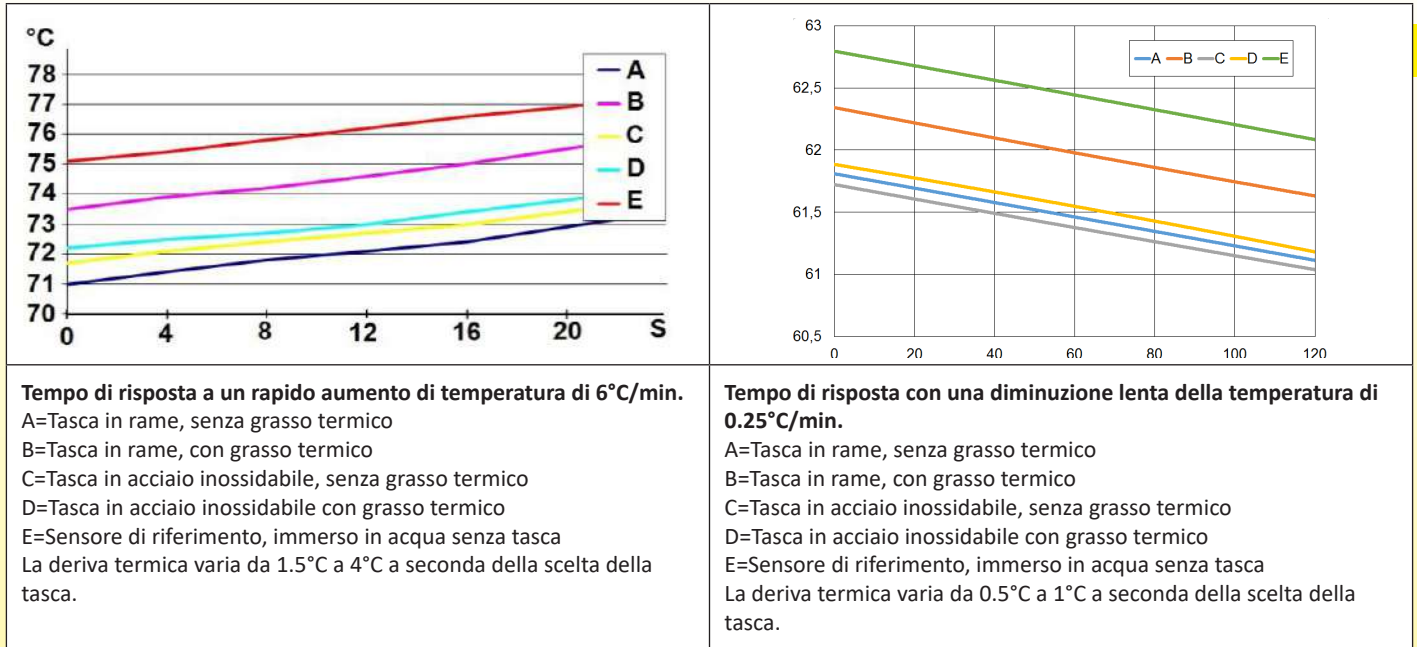 °C
78
77
76
75
74
73
72
71
70
0 4 8 12 16 20 S
A
B
C
D
E
63
62,5
62
61,5
61
60,5
0 20 40 60 80 100 120
A B C D E
Tempo di risposta a un rapido aumento di temperatura di 6°C/min.
A=Tasca in rame, senza grasso termico
B=Tasca in rame, con grasso termico
C=Tasca in acciaio inossidabile, senza grasso termico
D=Tasca in acciaio inossidabile con grasso termico
E=Sensore di riferimento, immerso in acqua senza tasca
La deriva termica varia da 1.5°C a 4°C a seconda della scelta della
tasca.
Tempo di risposta con una diminuzione lenta della temperatura di
0.25°C/min.
A=Tasca in rame, senza grasso termico
B=Tasca in rame, con grasso termico
C=Tasca in acciaio inossidabile, senza grasso termico
D=Tasca in acciaio inossidabile con grasso termico
E=Sensore di riferimento, immerso in acqua senza tasca
La deriva termica varia da 0.5°C a 1°C a seconda della scelta della
tasca.